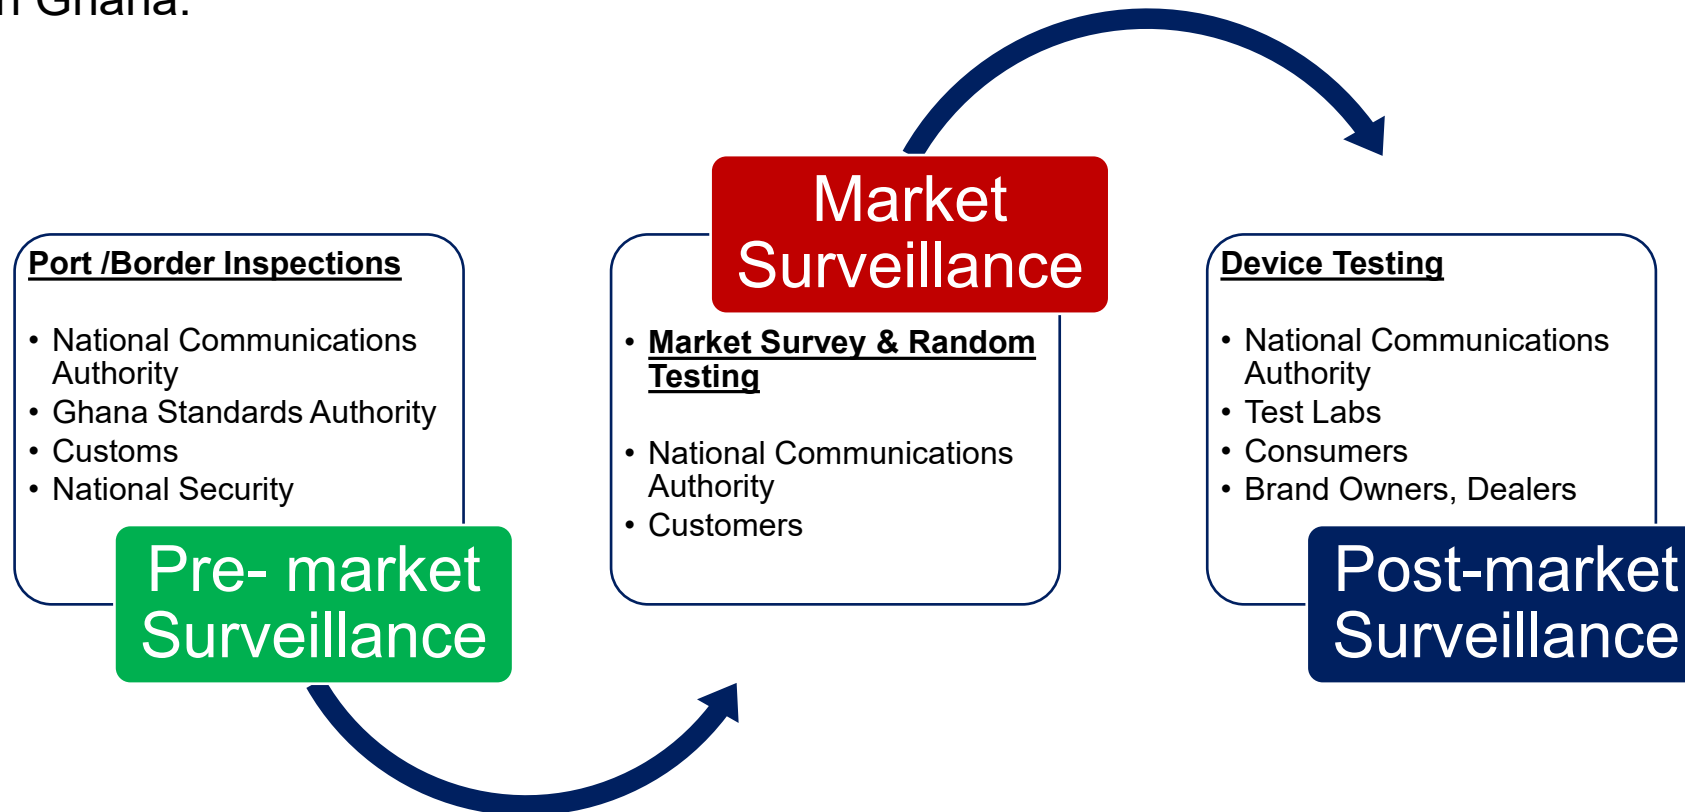 n Ghana.
Port /Border Inspections
• National Communications
Authority
• Ghana Standards Authority
• Customs
• National Security
Pre- market
Surveillance
Market
Surveillance
• Market Survey & Random
Testing
• National Communications
Authority
• Customers
Device Testing
• National Communications
Authority
• Test Labs
• Consumers
• Brand Owners, Dealers
Post-market
Surveillance